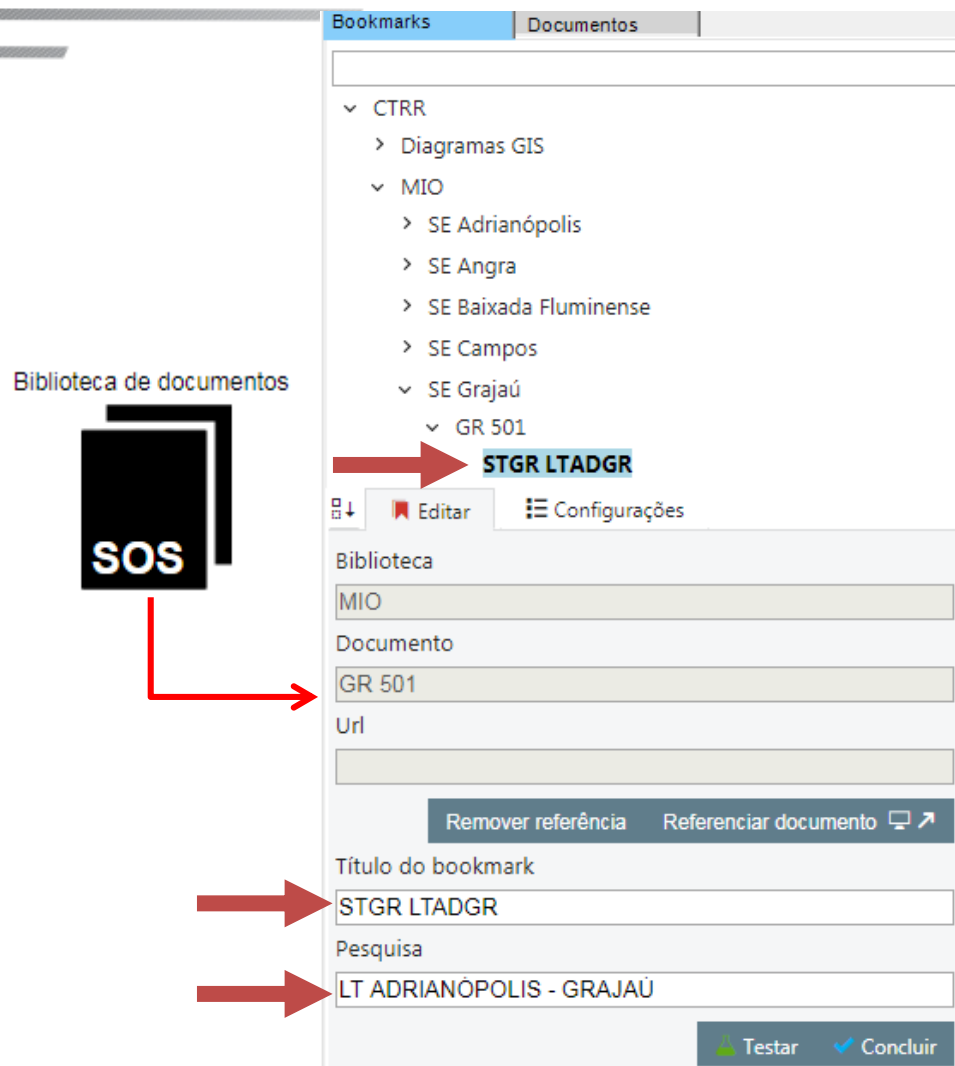 Bookmarks Documentos
CTRR
Diagramas GIS
MIO
SE Adrianópolis
SE Angra
SE Baixada Fluminense
SE Campos
SE Grajaú
GR 501
STGR LTADGR
Biblioteca de documentos
SOS
Editar Configurações
Biblioteca
MIO
Documento
GR 501
Url
Remover referência Referenciar documento
Título do bookmark
STGR LTADGR
Pesquisa
LT ADRIANÓPOLIS - GRAJAÚ
Testar Concluir